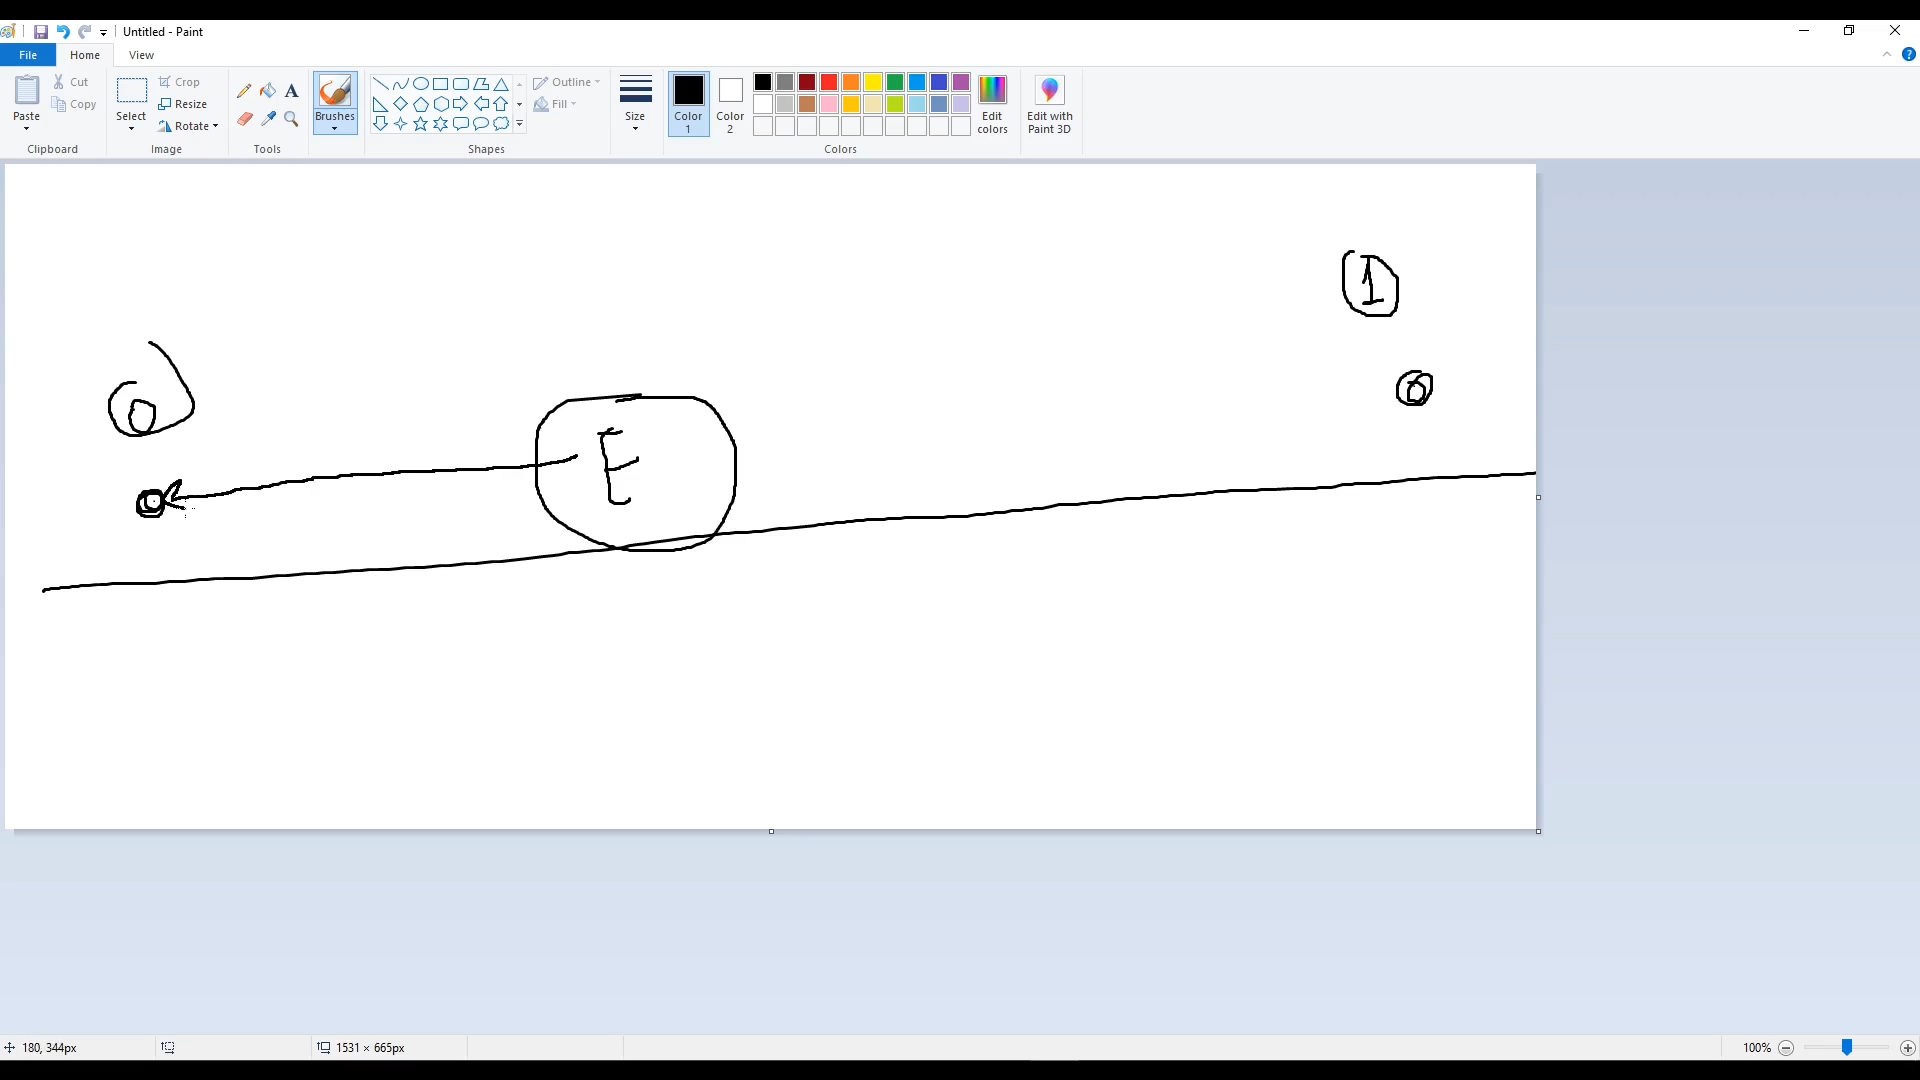 Untitled - Paint
File Home View
Paste Cut Copy Select Crop Resize Rotate A Brushes Outline Fill Size Color 1 Color 2 Edit colors Edit with Paint 3D ?
Clipboard Image Tools Shapes Colors
1
E
180, 344px 1531 × 665px 100%